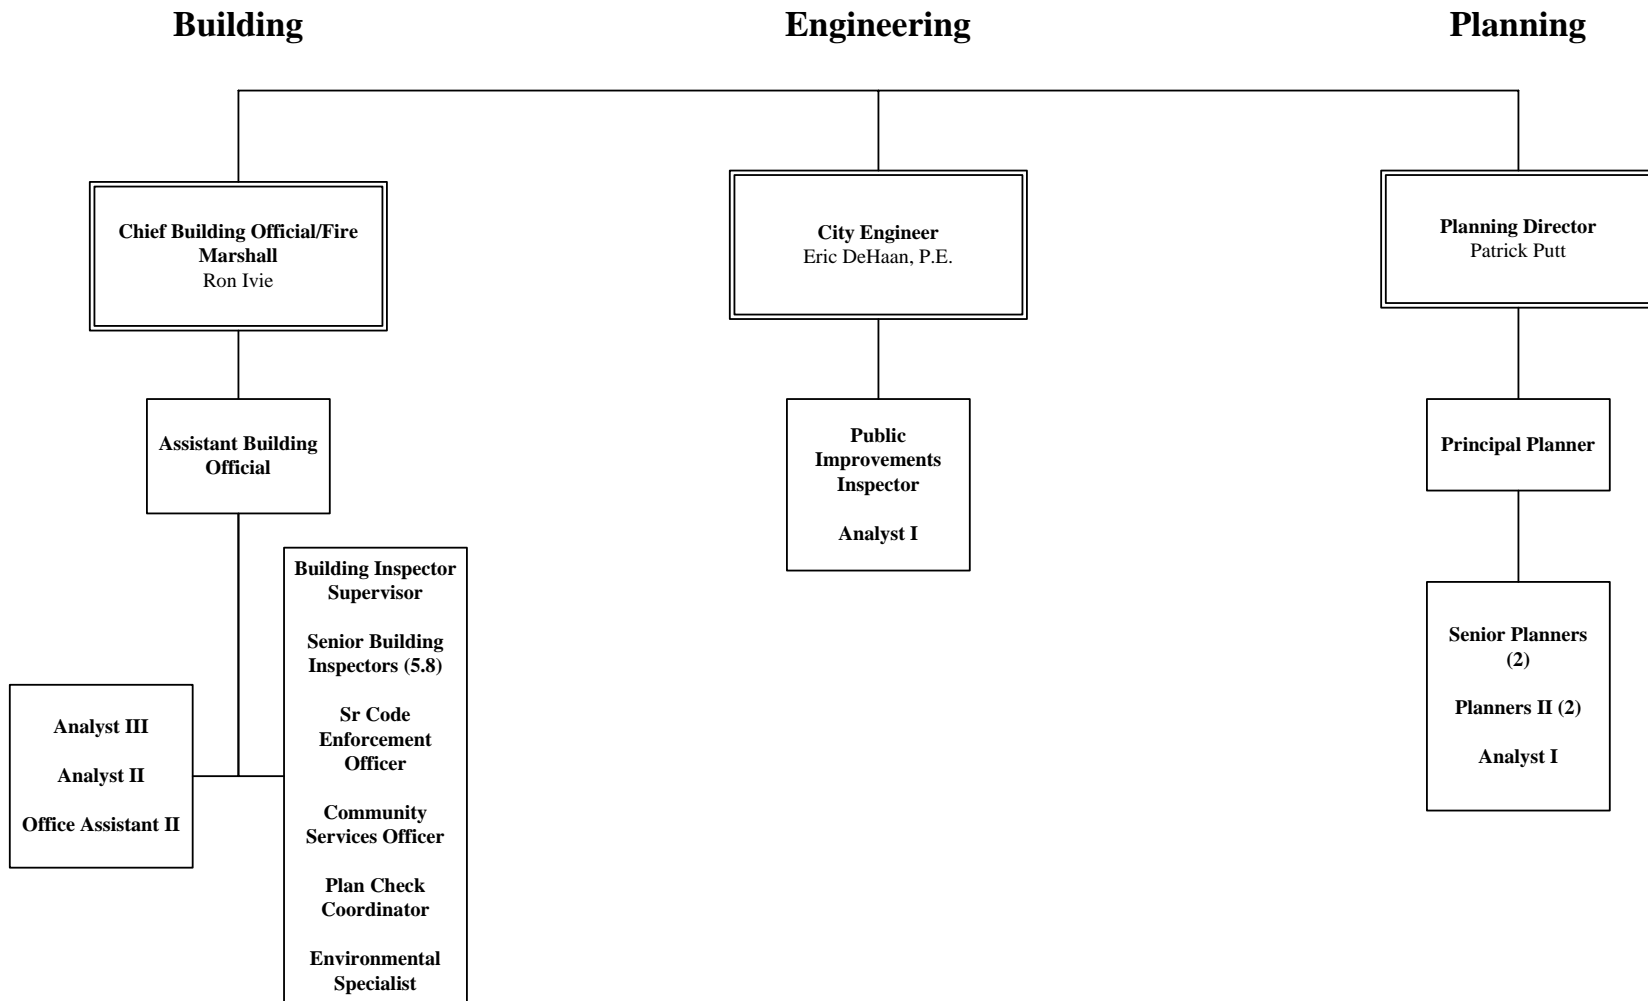 Building
Engineering
Planning
Chief Building Official/Fire
Marshall
Ron Ivie
City Engineer
Eric DeHaan, P.E.
Planning Director
Patrick Putt
Assistant Building
Official
Public
Improvements
Inspector
Analyst I
Principal Planner
Building Inspector
Supervisor
Senior Building
Inspectors (5.8)
Sr Code
Enforcement
Officer
Community
Services Officer
Plan Check
Coordinator
Environmental
Specialist
Analyst III
Analyst II
Office Assistant II
Senior Planners
(2)
Planners II (2)
Analyst I